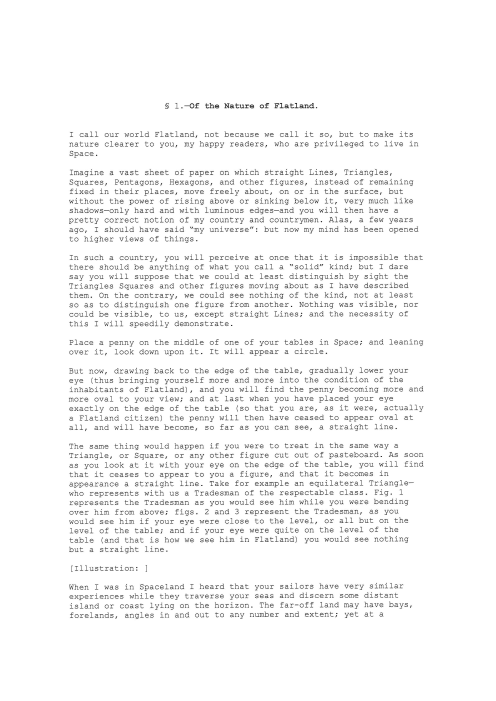 § 1.—Of the Nature of Flatland.
I call our world Flatland, not because we call it so, but to make its
nature clearer to you, my happy readers, who are privileged to live in
Space.
Imagine a vast sheet of paper on which straight Lines, Triangles,
Squares, Pentagons, Hexagons, and other figures, instead of remaining
fixed in their places, move freely about, on or in the surface, but
without the power of rising above or sinking below it, very much like
shadows—only hard and with luminous edges—and you will then have a
pretty correct notion of my country and countrymen. Alas, a few years
ago, I should have said “my universe”: but now my mind has been opened
to higher views of things.
In such a country, you will perceive at once that it is impossible that
there should be anything of what you call a “solid” kind; but I dare
say you will suppose that we could at least distinguish by sight the
Triangles Squares and other figures moving about as I have described
them. On the contrary, we could see nothing of the kind, not at least
so as to distinguish one figure from another. Nothing was visible, nor
could be visible, to us, except straight Lines; and the necessity of
this I will speedily demonstrate.
Place a penny on the middle of one of your tables in Space; and leaning
over it, look down upon it. It will appear a circle.
But now, drawing back to the edge of the table, gradually lower your
eye (thus bringing yourself more and more into the condition of the
inhabitants of Flatland), and you will find the penny becoming more and
more oval to your view; and at last when you have placed your eye
exactly on the edge of the table (so that you are, as it were, actually
a Flatland citizen) the penny will then have ceased to appear oval at
all, and will have become, so far as you can see, a straight line.
The same thing would happen if you were to treat in the same way a
Triangle, or Square, or any other figure cut out of pasteboard. As soon
as you look at it with your eye on the edge of the table, you will find
that it ceases to appear to you a figure, and that it becomes in
appearance a straight line. Take for example an equilateral Triangle—
who represents with us a Tradesman of the respectable class. Fig. 1
represents the Tradesman as you would see him while you were bending
over him from above; figs. 2 and 3 represent the Tradesman, as you
would see him if your eye were close to the level, or all but on the
level of the table; and if your eye were quite on the level of the
table (and that is how we see him in Flatland) you would see nothing
but a straight line.
[Illustration: ]
When I was in Spaceland I heard that your sailors have very similar
experiences while they traverse your seas and discern some distant
island or coast lying on the horizon. The far-off land may have bays,
forelands, angles in and out to any number and extent; yet at a